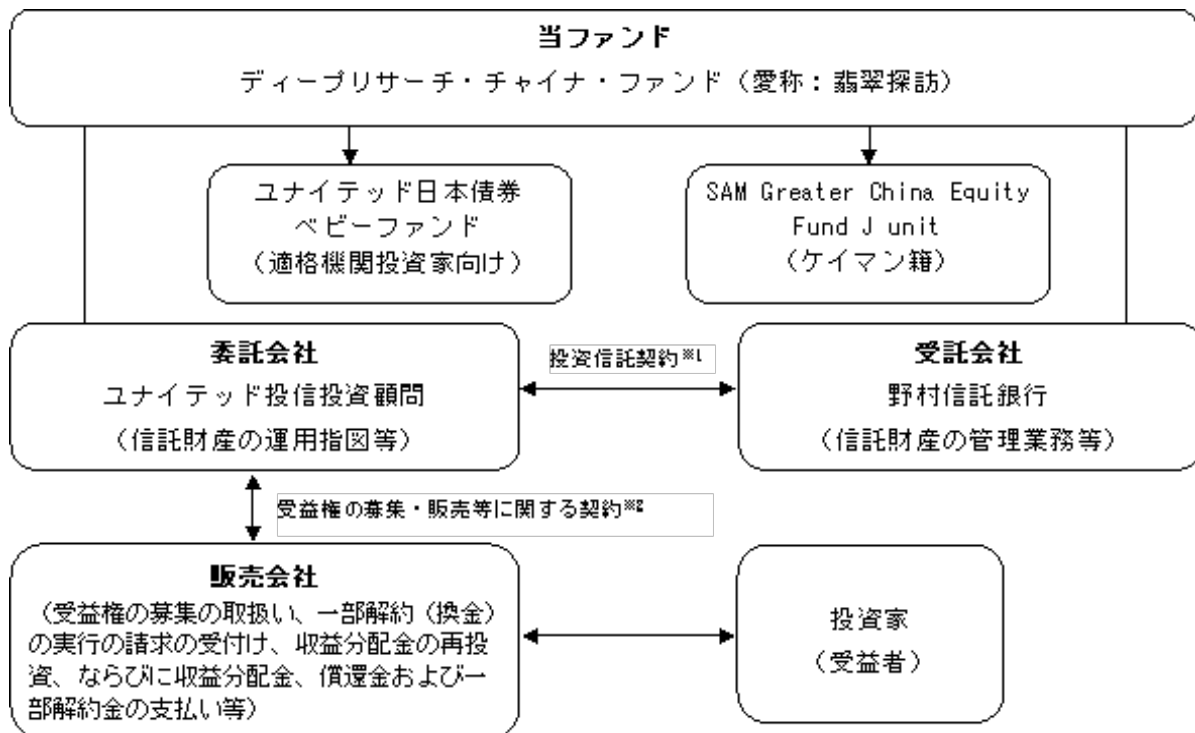 当ファンド
ディープリサーチ・チャイナ・ファンド（愛称：翡翠探訪）
ユナイテッド日本債券
ベビーファンド
（適格機関投資家向け）
SAM Greater China Equity
Fund J unit
（ケイマン籍）
委託会社
ユナイテッド投信投資顧問
（信託財産の運用指図等）
投資信託契約※1
受託会社
野村信託銀行
（信託財産の管理業務等）
受益権の募集・販売等に関する契約※2
販売会社
（受益権の募集の取扱い、一部解約（換金）
の実行の請求の受付け、収益分配金の再投
資、ならびに収益分配金、償還金および一
部解約金の支払い等）
投資家
（受益者）